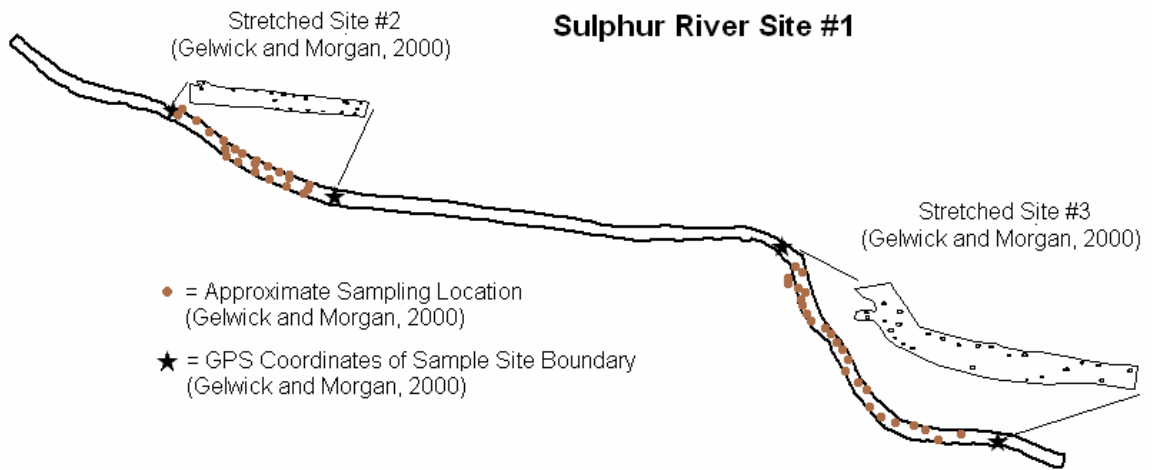 Stretched Site #2
(Gelwick and Morgan, 2000)
Sulphur River Site #1
Stretched Site #3
(Gelwick and Morgan, 2000)
= Approximate Sampling Location
(Gelwick and Morgan, 2000)
= GPS Coordinates of Sample Site Boundary
(Gelwick and Morgan, 2000)